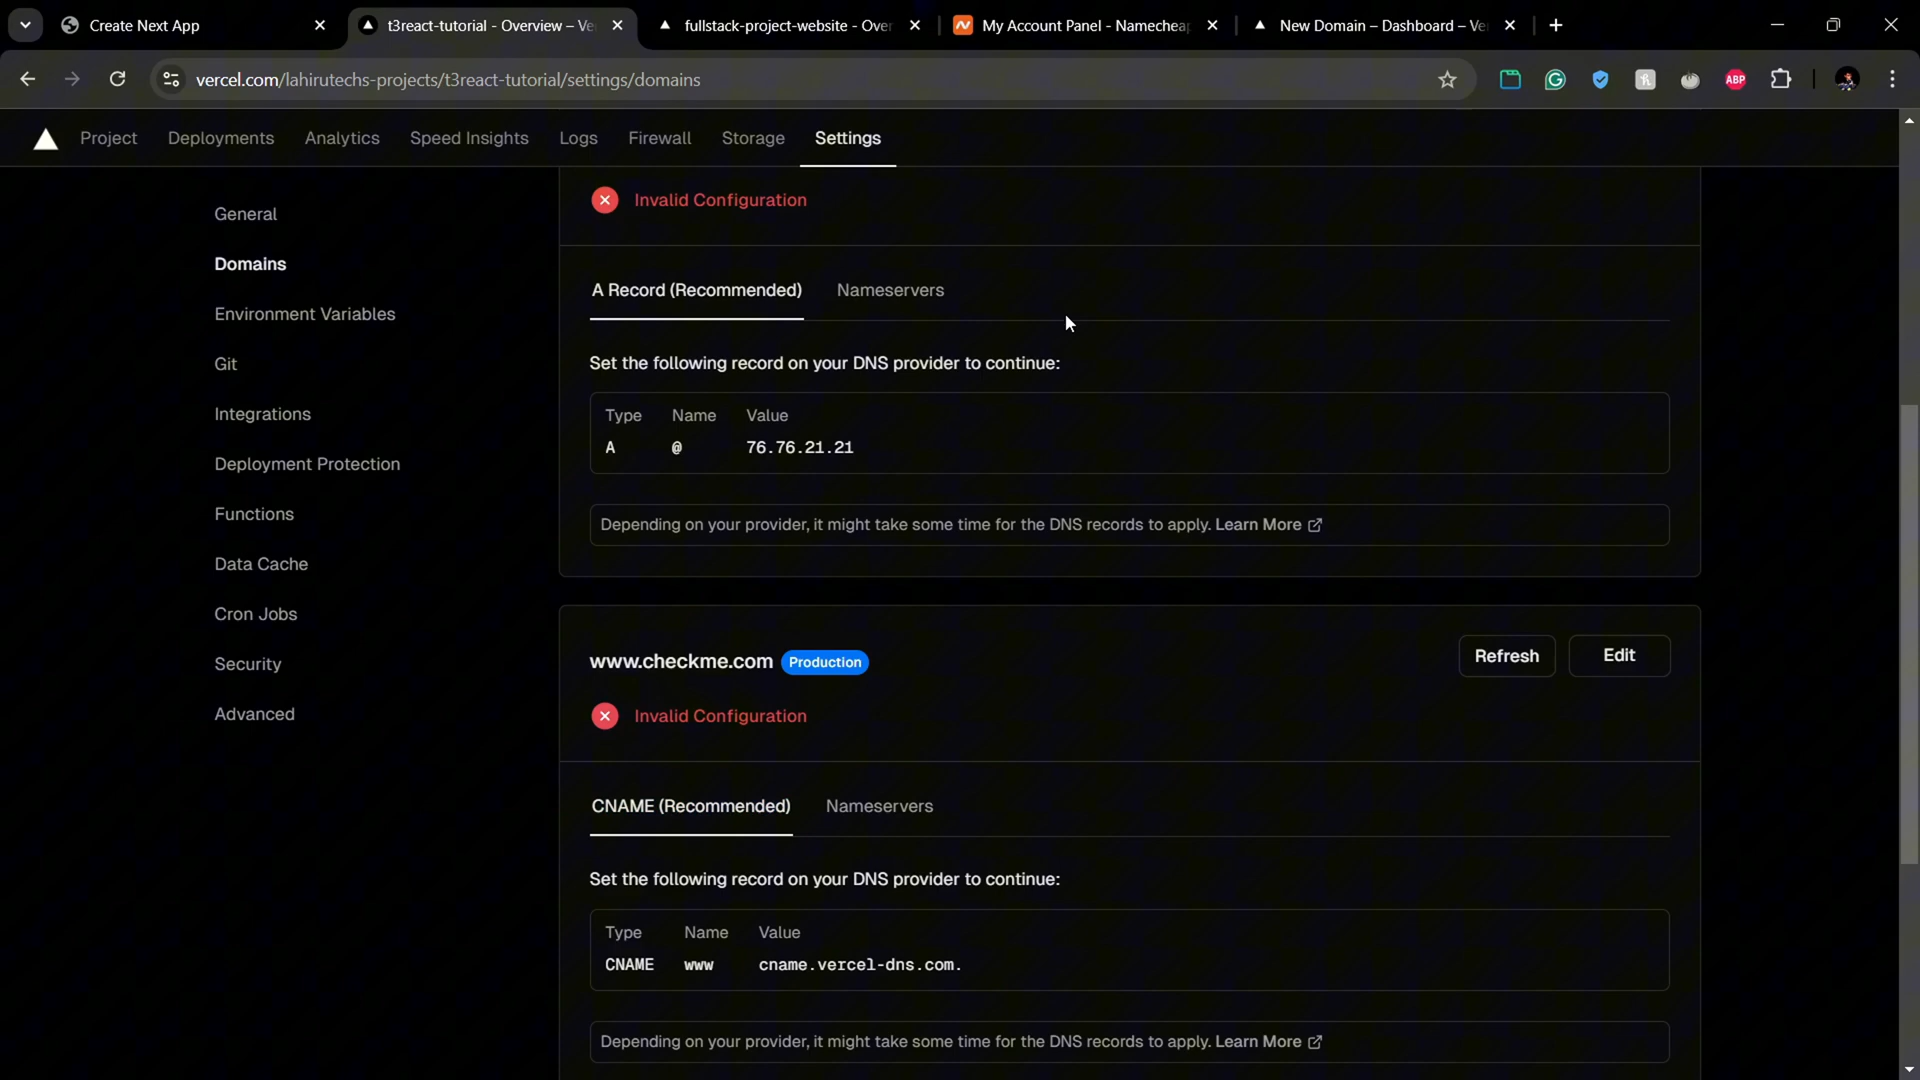 Create Next App
t3react-tutorial - Overview – Ve
fullstack-project-website - Over
My Account Panel - Namecheap
New Domain – Dashboard – Ve
vercel.com/lahirutechs-projects/t3react-tutorial/settings/domains
ABP
Project Deployments Analytics Speed Insights Logs Firewall Storage Settings
General
Domains
Environment Variables
Git
Integrations
Deployment Protection
Functions
Data Cache
Cron Jobs
Security
Advanced
Invalid Configuration
A Record (Recommended) Nameservers
Set the following record on your DNS provider to continue:
Type Name Value
A @ 76.76.21.21
Depending on your provider, it might take some time for the DNS records to apply. Learn More
www.checkme.com Production Refresh Edit
Invalid Configuration
CNAME (Recommended) Nameservers
Set the following record on your DNS provider to continue:
Type Name Value
CNAME www cname.vercel-dns.com.
Depending on your provider, it might take some time for the DNS records to apply. Learn More